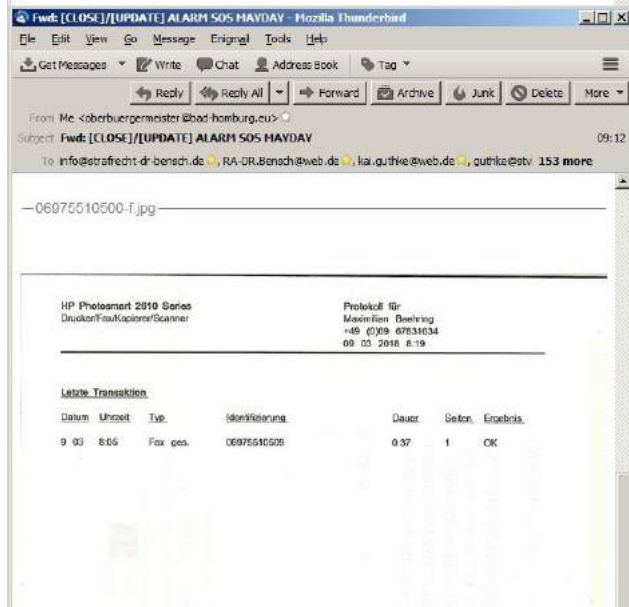 Fwd: [CLOSE]/[UPDATE] ALARM SOS MAYDAY - Mozilla Thunderbird
File Edit View Go Message Enigmail Tools Help
Get Messages Write Chat Address Book Tag
Reply Reply All Forward Archive Junk Delete More
From Me <oberbuergermeister@bad-homburg.eu>
Subject Fwd: [CLOSE]/[UPDATE] ALARM SOS MAYDAY 09:12
To info@strafrecht-dr-bensch.de, RA-DR.Bensch@web.de, kai.guthke@web.de, guthke@stv 153 more
06975510500-f.jpg
HP Photosmart 2610 Series Protokoll für
Drucker/Fax/Kopierer/Scanner Maximilian Baehring
+49 (0)69 67831634
09 03 2018 8:19
Letzte Transaktion
Datum Uhrzeit Typ Identifizierung Dauer Seiten Ergebnis
9 03 8:05 Fax ges. 06975510509 0:37 1 OK